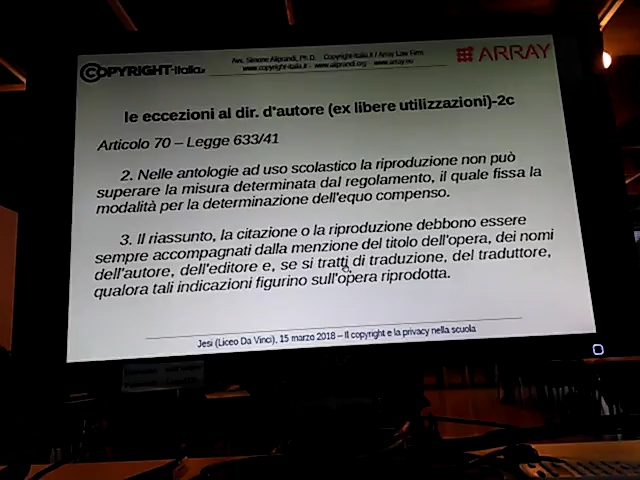 COPYRIGHT-Italia.it
Avv. Simone Aliprandi, Ph.D. - Copyright-Italia.it / Array Law Firm
www.copyright-italia.it - www.aliprandi.org - www.array.eu
ARRAY
le eccezioni al dir. d'autore (ex libere utilizzazioni)-2c
Articolo 70 – Legge 633/41
2. Nelle antologie ad uso scolastico la riproduzione non può
superare la misura determinata dal regolamento, il quale fissa la
modalità per la determinazione dell'equo compenso.
3. Il riassunto, la citazione o la riproduzione debbono essere
sempre accompagnati dalla menzione del titolo dell'opera, dei nomi
dell'autore, dell'editore e, se si tratti di traduzione, del traduttore,
qualora tali indicazioni figurino sull'opera riprodotta.
Jesi (Liceo Da Vinci), 15 marzo 2018 – Il copyright e la privacy nella scuola